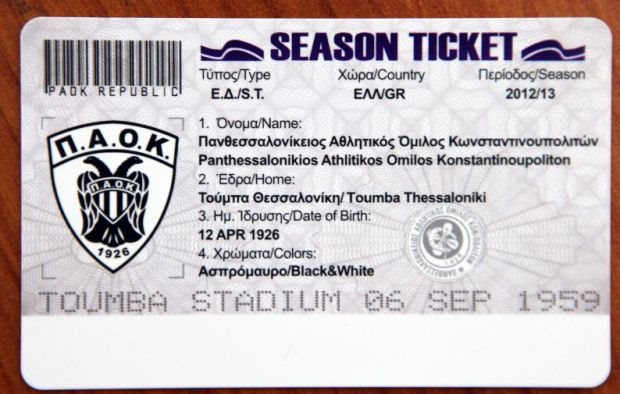 SEASON TICKET
PAOK REPUBLIC
Τύπος/Type Χώρα/Country Περίοδος/Season
Ε.Δ./S.T. ΕΛΛ/GR 2012/13
1. Όνομα/Name:
Πανθεσσαλονίκειος Αθλητικός Όμιλος Κωνσταντινουπολιτών
Panthessalonikios Athlitikos Omilos Konstantinoupoliton
2. Έδρα/Home:
Τούμπα Θεσσαλονίκη/ Toumba Thessaloniki
3. Ημ. Ίδρυσης/Date of Birth:
12 APR 1926
4. Χρώματα/Colors:
Ασπρόμαυρο/Black&White
Π.Α.Ο.Κ.
Π.Α.Ο.Κ.
1926
TOUMBA STADIUM 06 SEP 1959